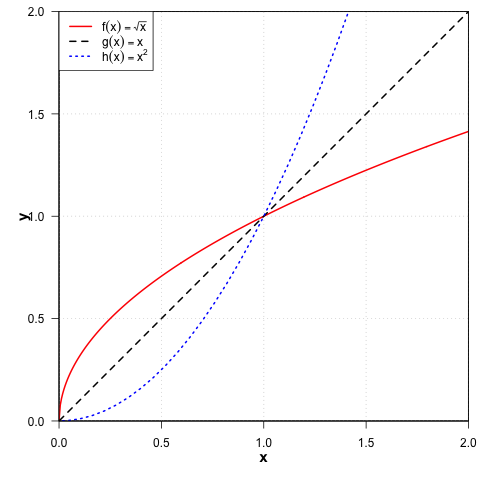 f(x) = √x
g(x) = x
h(x) = x²
2.0
1.5
1.0
0.5
0.0
y
0.0 0.5 1.0 1.5 2.0
x